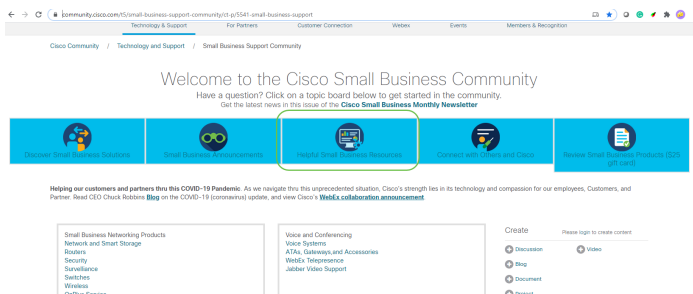 community.cisco.com/t5/small-business-support-community/ct-p/5541-small-business-support
Technology & Support For Partners Customer Connection Webex Events Members & Recognition
Cisco Community / Technology and Support / Small Business Support Community
Welcome to the Cisco Small Business Community
Have a question? Click on a topic board below to get started in the community.
Get the latest news in this issue of the Cisco Small Business Monthly Newsletter
Discover Small Business Solutions
Small Business Announcements
Helpful Small Business Resources
Connect with Others and Cisco
Review Small Business Products ($25
gift card)
Helping our customers and partners thru this COVID-19 Pandemic. As we navigate thru this unprecedented situation, Cisco's strength lies in its technology and compassion for our employees, Customers, and
Partner. Read CEO Chuck Robbins Blog on the COVID-19 (coronavirus) update, and view Cisco's WebEx collaboration announcement.
Small Business Networking Products
Network and Smart Storage
Routers
Security
Surveillance
Switches
Wireless
OnPlus Service
Voice and Conferencing
Voice Systems
ATAs, Gateways,and Accessories
WebEx Telepresence
Jabber Video Support
Create Please login to create content
Discussion Video
Blog
Document
Project